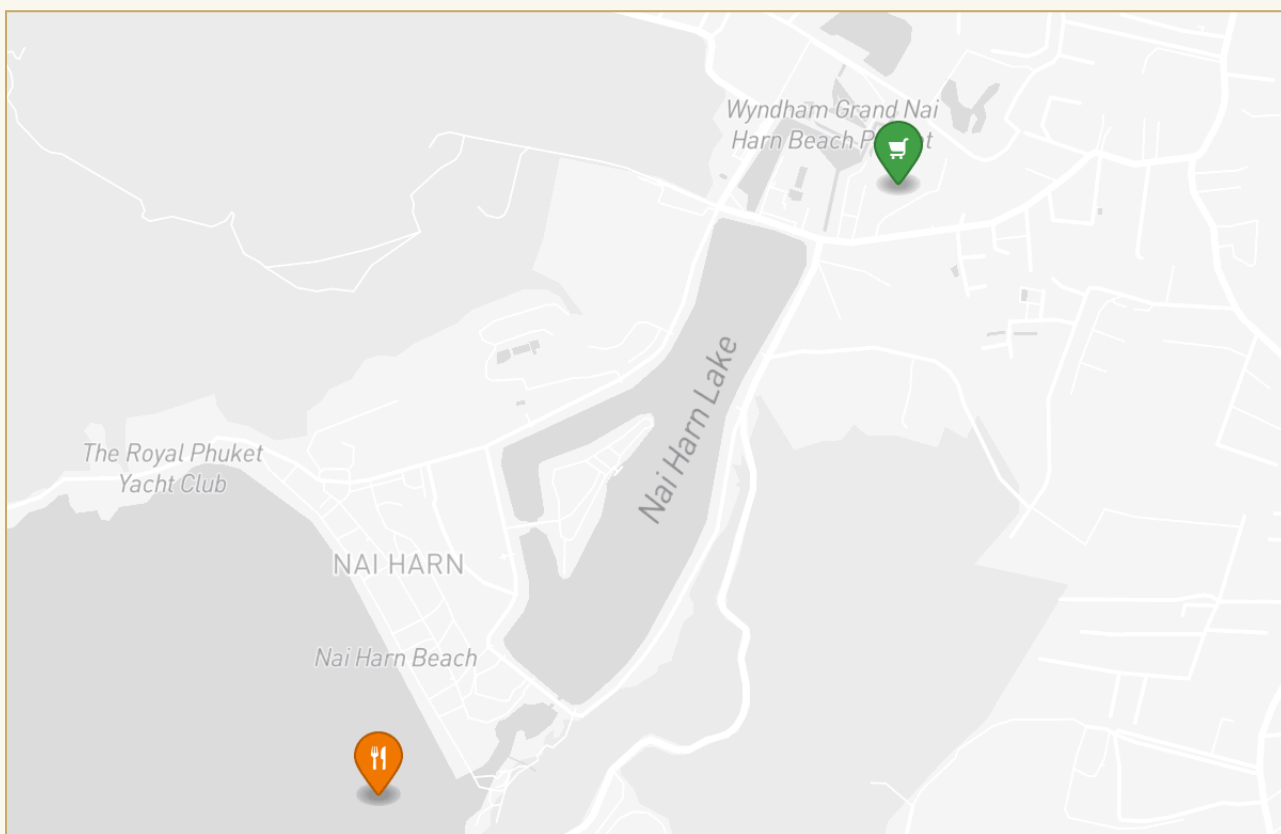 Wyndham Grand Nai
Harn Beach
The Royal Phuket
Yacht Club
Nai Harn Lake
NAI HARN
Nai Harn Beach